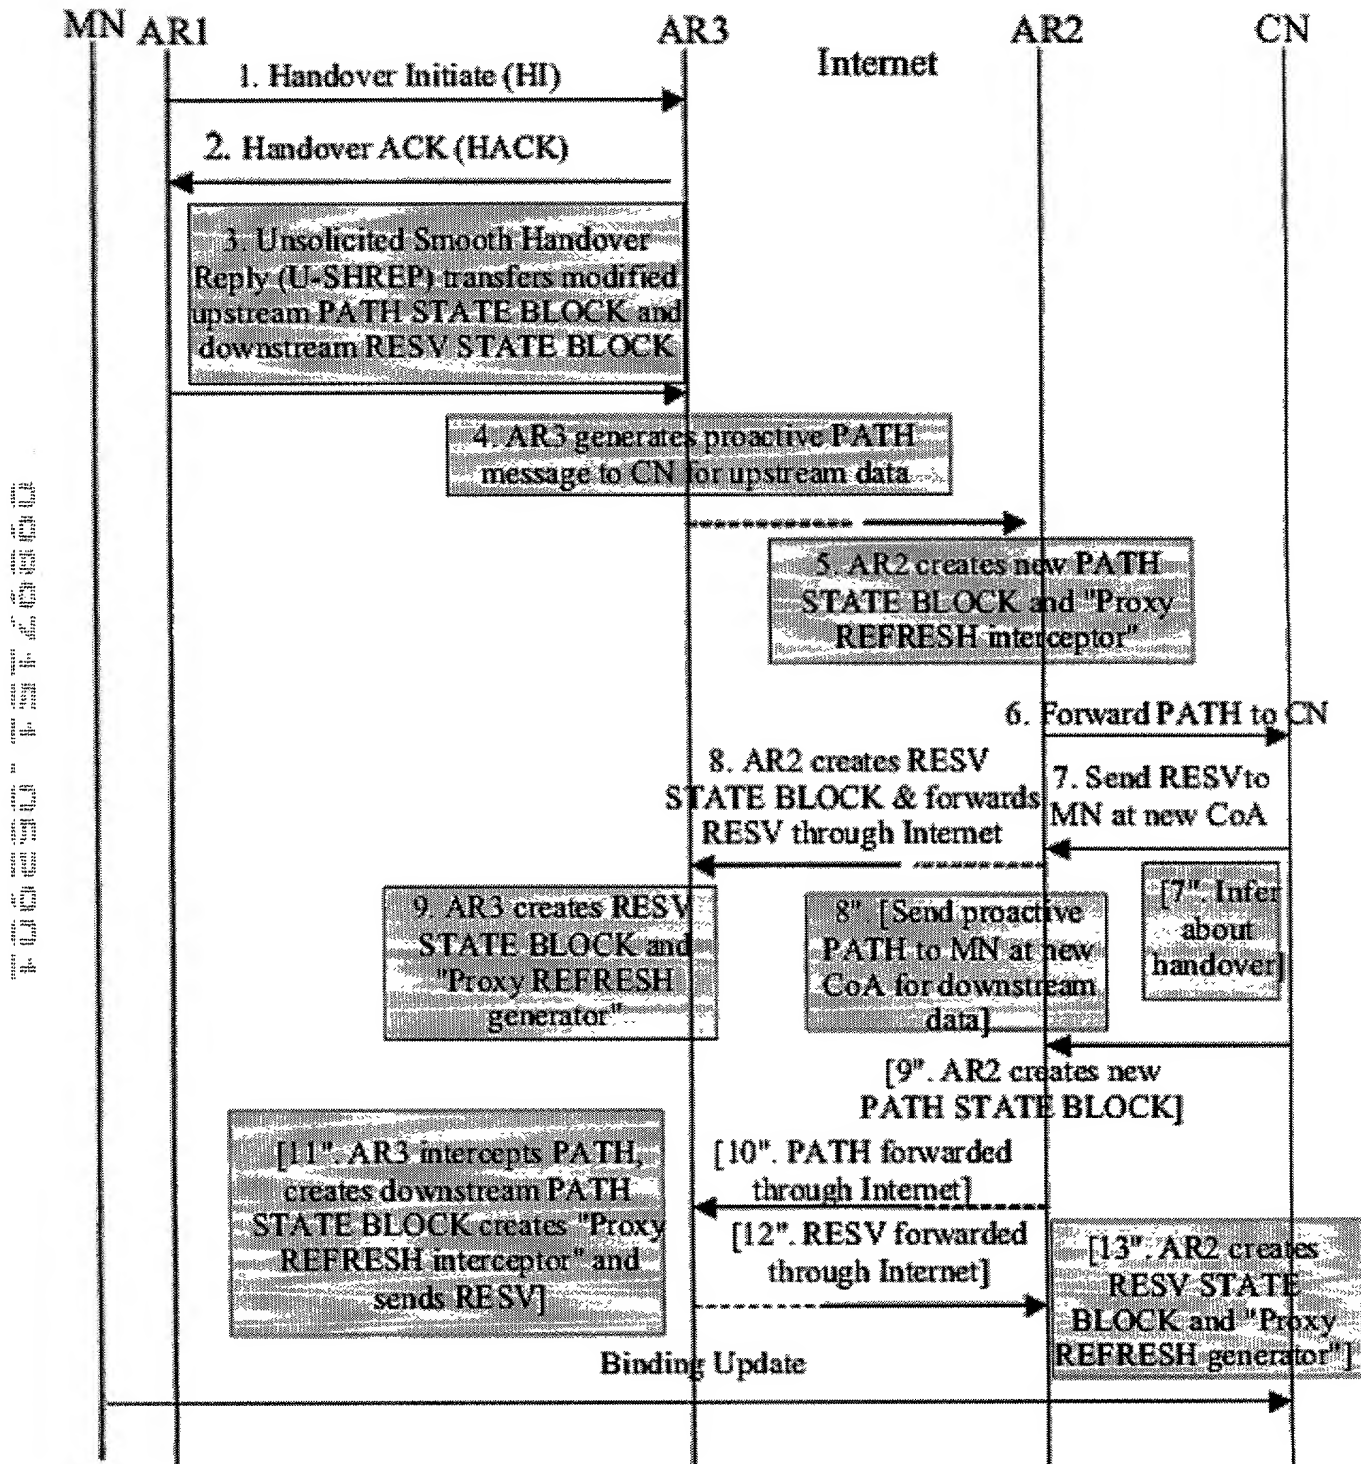 MN AR1 AR3 AR2 CN
Internet
1. Handover Initiate (HI)
2. Handover ACK (HACK)
3. Unsolicited Smooth Handover
Reply (U-SHREP) transfers modified
upstream PATH STATE BLOCK and
downstream RESV STATE BLOCK
4. AR3 generates proactive PATH
message to CN for upstream data
5. AR2 creates new PATH
STATE BLOCK and "Proxy
REFRESH interceptor"
6. Forward PATH to CN
7. Send RESV to
MN at new CoA
8. AR2 creates RESV
STATE BLOCK & forwards
RESV through Internet
[7". Infer
about
handover]
9. AR3 creates RESV
STATE BLOCK and
"Proxy REFRESH
generator"
8". [Send proactive
PATH to MN at new
CoA for downstream
data]
[9". AR2 creates new
PATH STATE BLOCK]
[10". PATH forwarded
through Internet]
[11". AR3 intercepts PATH,
creates downstream PATH
STATE BLOCK creates "Proxy
REFRESH interceptor" and
sends RESV]
[12". RESV forwarded
through Internet]
[13". AR2 creates
RESV STATE
BLOCK and "Proxy
REFRESH generator"]
Binding Update